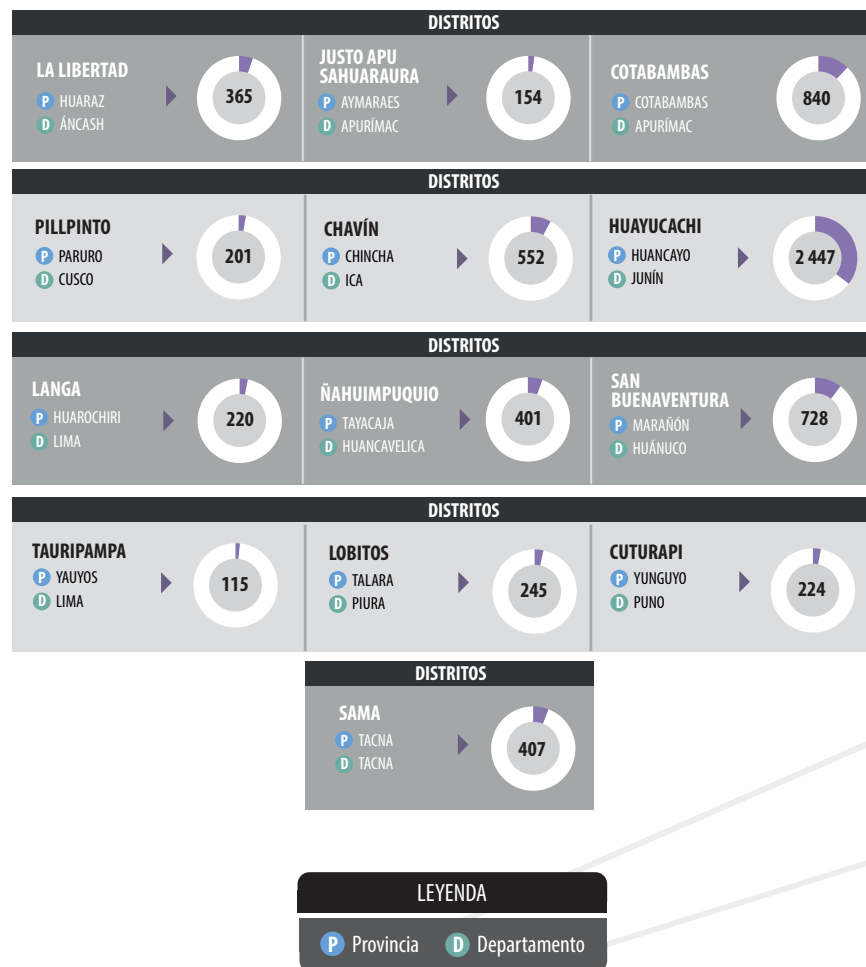 DISTRITOS
LA LIBERTAD
P HUARAZ
D ÁNCASH
365
JUSTO APU
SAHUARAURA
P AYMARAES
D APURÍMAC
154
COTABAMBAS
P COTABAMBAS
D APURÍMAC
840
DISTRITOS
PILLPINTO
P PARURO
D CUSCO
201
CHAVÍN
P CHINCHA
D ICA
552
HUAYUCACHI
P HUANCAYO
D JUNÍN
2 447
DISTRITOS
LANGA
P HUAROCHIRI
D LIMA
220
ÑAHUIMPUQUIO
P TAYACAJA
D HUANCAVELICA
401
SAN
BUENAVENTURA
P MARAÑÓN
D HUÁNUCO
728
DISTRITOS
TAURIPAMPA
P YAUYOS
D LIMA
115
LOBITOS
P TALARA
D PIURA
245
CUTURAPI
P YUNGUYO
D PUNO
224
DISTRITOS
SAMA
P TACNA
D TACNA
407
LEYENDA
P Provincia D Departamento